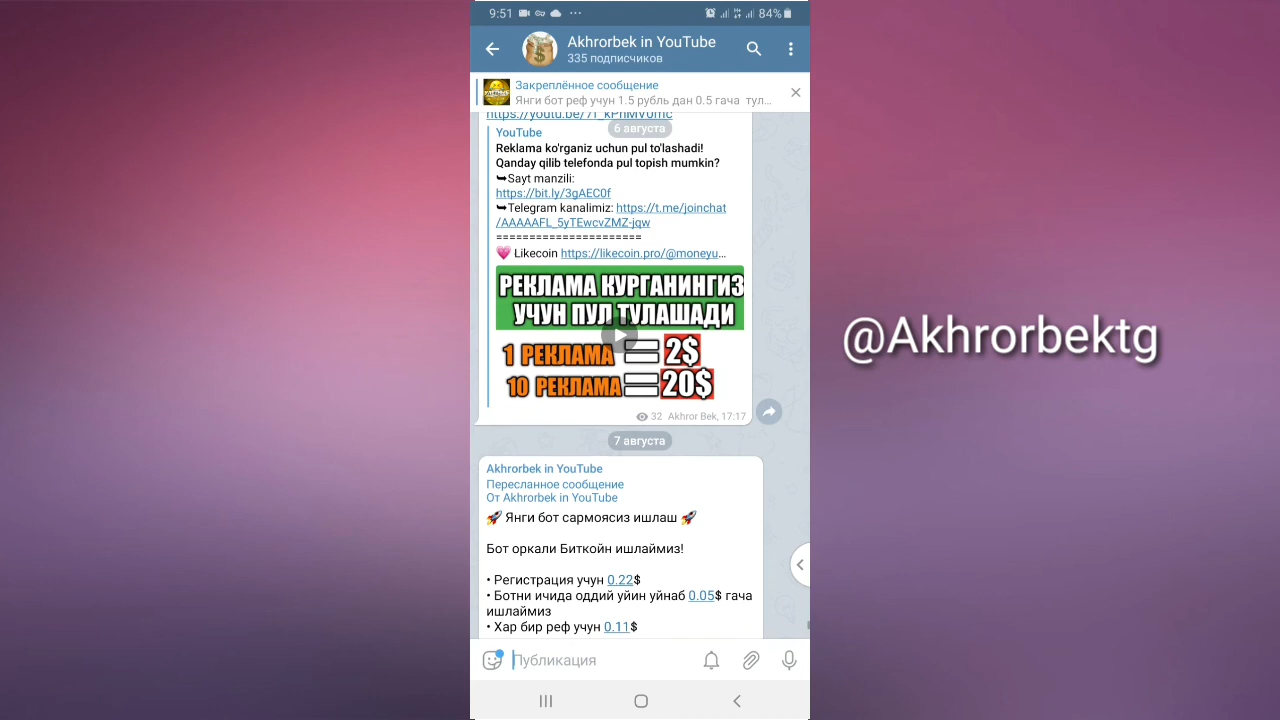 9:51
84%
Akhrorbek in YouTube
335 подписчиков
Закреплённое сообщение
Янги бот реф учун 1.5 рубль дан 0.5 гача тул...
6 августа
YouTube
Reklama ko'rganiz uchun pul to'lashadi!
Qanday qilib telefonda pul topish mumkin?
➥Sayt manzili:
https://bit.ly/3gAEC0f
➥Telegram kanalimiz: https://t.me/joinchat
/AAAAAFL_5yTEwcvZMZ-jqw
======================
💗 Likecoin https://likecoin.pro/@moneyu...
РЕКЛАМА КУРГАНИНГИЗ
УЧУН ПУЛ ТУЛАШАДИ
1 РЕКЛАМА = 2$
10 РЕКЛАМА = 20$
32 Akhror Bek, 17:17
7 августа
Akhrorbek in YouTube
Пересланное сообщение
От Akhrorbek in YouTube
🚀 Янги бот сармоясиз ишлаш 🚀
Бот оркали Биткойн ишлаймиз!
• Регистрация учун 0.22$
• Ботни ичида оддий уйин уйнаб 0.05$ гача
ишлаймиз
• Хар бир реф учун 0.11$
Публикация
@Akhrorbektg